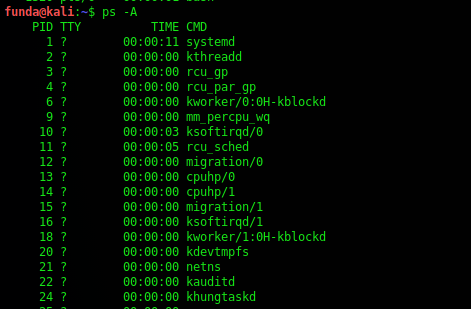 funda@kali:~$ ps -A
PID TTY TIME CMD
1 ? 00:00:11 systemd
2 ? 00:00:00 kthreadd
3 ? 00:00:00 rcu_gp
4 ? 00:00:00 rcu_par_gp
6 ? 00:00:00 kworker/0:0H-kblockd
9 ? 00:00:00 mm_percpu_wq
10 ? 00:00:03 ksoftirqd/0
11 ? 00:00:05 rcu_sched
12 ? 00:00:00 migration/0
13 ? 00:00:00 cpuhp/0
14 ? 00:00:00 cpuhp/1
15 ? 00:00:00 migration/1
16 ? 00:00:00 ksoftirqd/1
18 ? 00:00:00 kworker/1:0H-kblockd
20 ? 00:00:00 kdevtmpfs
21 ? 00:00:00 netns
22 ? 00:00:00 kauditd
24 ? 00:00:00 khungtaskd